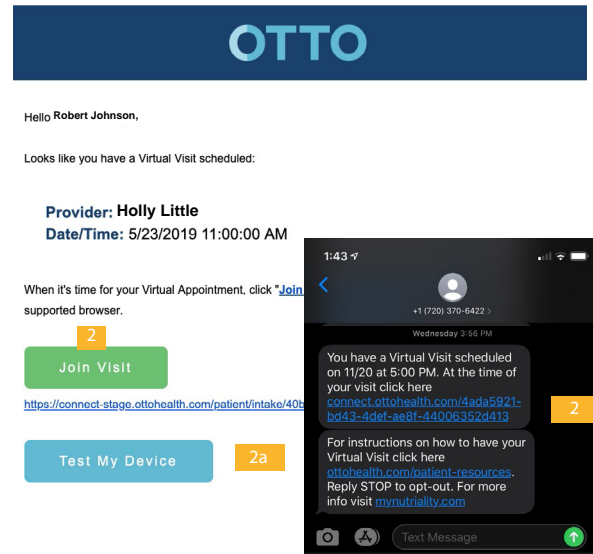 OTTO
Hello Robert Johnson,
Looks like you have a Virtual Visit scheduled:
Provider: Holly Little
Date/Time: 5/23/2019 11:00:00 AM
When it's time for your Virtual Appointment, click "Join
supported browser.
2
Join Visit
https://connect-stage.ottohealth.com/patient/intake/40b
Test My Device
2a
1:43
+1 (720) 370-6422
Wednesday 3:56 PM
You have a Virtual Visit scheduled
on 11/20 at 5:00 PM. At the time of
your visit click here
connect.ottohealth.com/4ada5921-
bd43-4def-ae8f-44006352d413
2
For instructions on how to have your
Virtual Visit click here
ottohealth.com/patient-resources.
Reply STOP to opt-out. For more
info visit mynutriality.com
Text Message